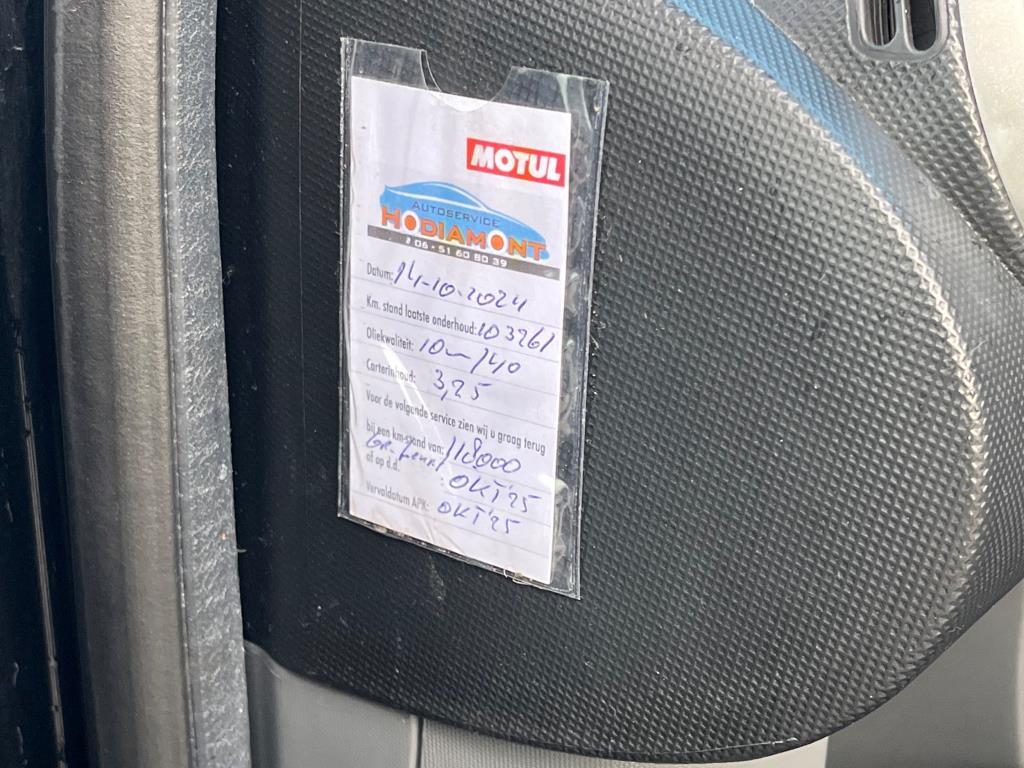 MOTUL
AUTOSERVICE
HODIAMONT
06 - 51 60 80 39
Datum: 14-10-2024
Km. stand laatste onderhoud: 103261
Oliekwaliteit: 10-/40
Carterinhoud: 3,25
Voor de volgende service zien wij u graag terug
bij een km-stand van: 118000
of op d.d. : OKT'25
Vervaldatum APK: OKT'25